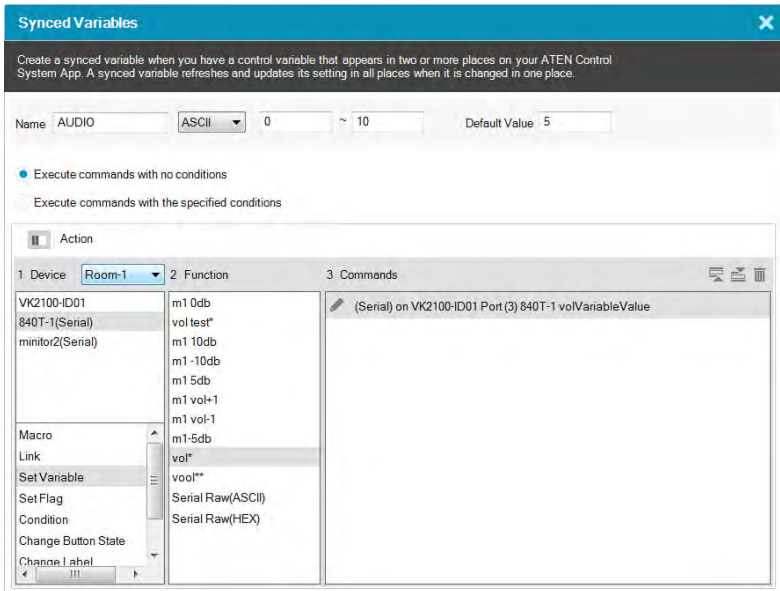 Synced Variables
Create a synced variable when you have a control variable that appears in two or more places on your ATEN Control
System App. A synced variable refreshes and updates its setting in all places when it is changed in one place.
Name AUDIO ASCII 0 ~ 10 Default Value 5
Execute commands with no conditions
Execute commands with the specified conditions
Action
1 Device Room-1 2 Function 3 Commands
VK2100-ID01
840T-1(Serial)
minitor2(Serial)
Macro
Link
Set Variable
Set Flag
Condition
Change Button State
Change Label
m1 0db
vol test*
m1 10db
m1 -10db
m1 5db
m1 vol+1
m1 vol-1
m1-5db
vol*
vool**
Serial Raw(ASCII)
Serial Raw(HEX)
(Serial) on VK2100-ID01 Port (3) 840T-1 volVariableValue